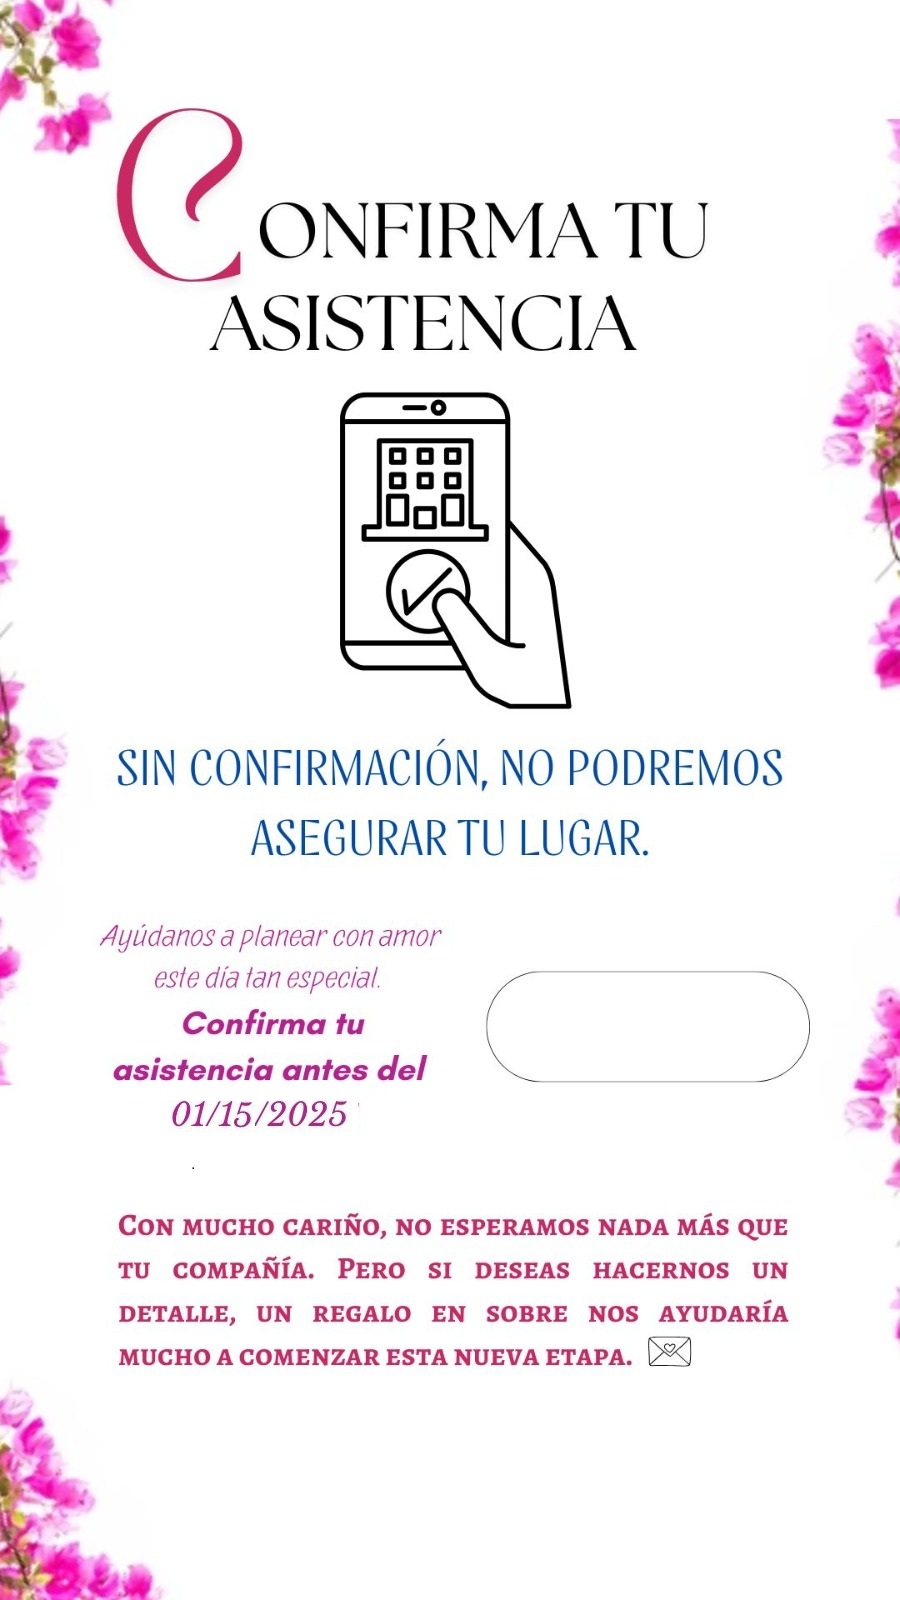 CONFIRMA TU
ASISTENCIA
SIN CONFIRMACIÓN, NO PODREMOS
ASEGURAR TU LUGAR.
Ayúdanos a planear con amor
este día tan especial.
Confirma tu
asistencia antes del
01/15/2025
.
CON MUCHO CARIÑO, NO ESPERAMOS NADA MÁS QUE
TU COMPAÑÍA. PERO SI DESEAS HACERNOS UN
DETALLE, UN REGALO EN SOBRE NOS AYUDARÍA
MUCHO A COMENZAR ESTA NUEVA ETAPA.